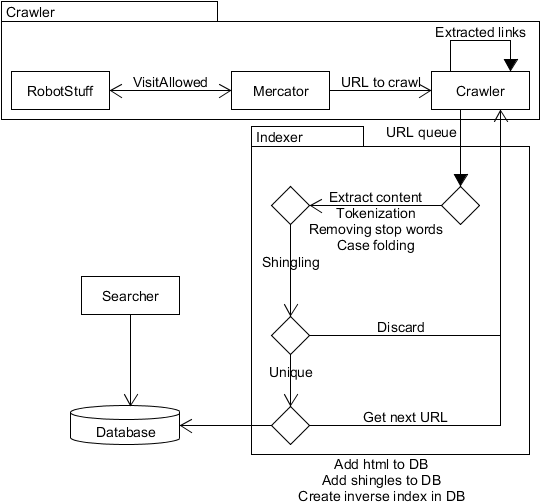 Crawler
Extracted links
RobotStuff
VisitAllowed
Mercator
URL to crawl
Crawler
URL queue
Indexer
Extract content
Tokenization
Removing stop words
Case folding
Shingling
Searcher
Discard
Unique
Database
Get next URL
Add html to DB
Add shingles to DB
Create inverse index in DB